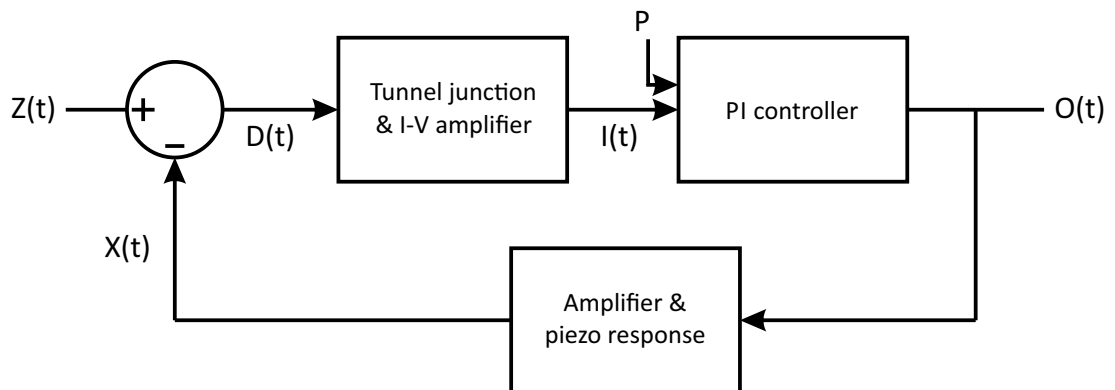 P
Z(t)
+
−
D(t)
Tunnel junction
& I-V amplifier
I(t)
PI controller
O(t)
X(t)
Amplifier &
piezo response